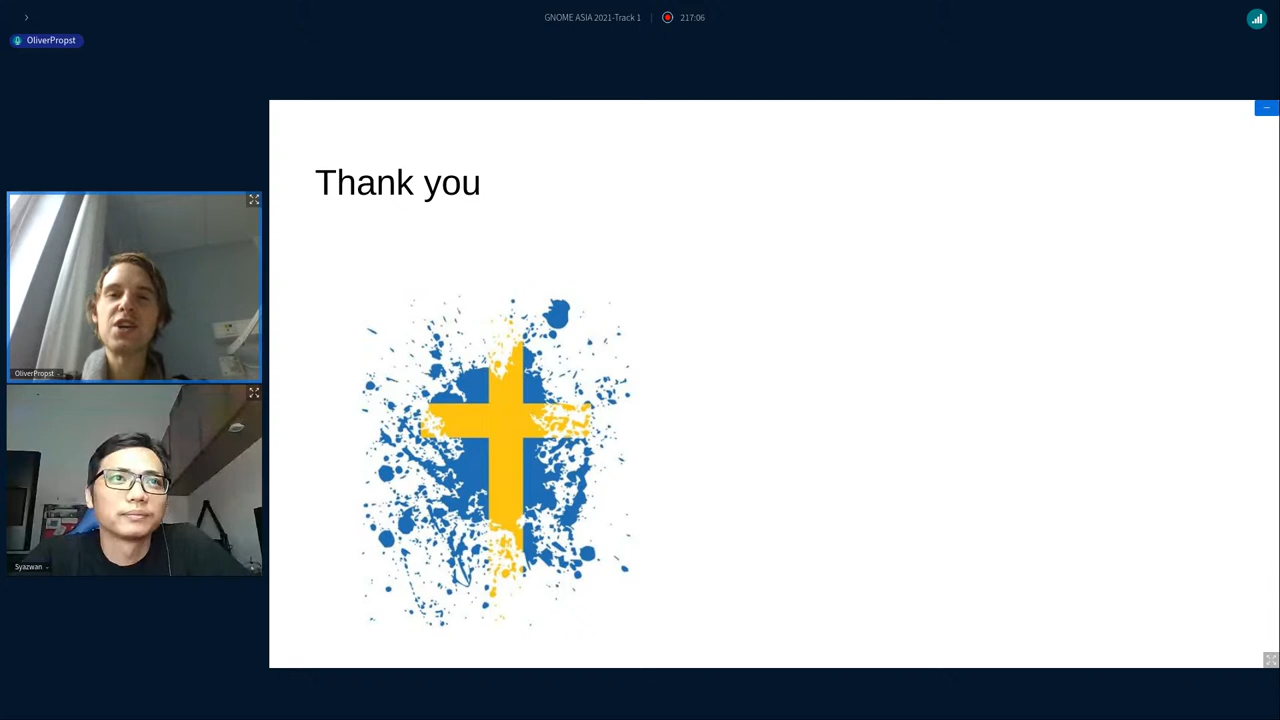 GNOME ASIA 2021-Track 1
217:06
OliverPropst
Thank you
OliverPropst
Syazwan